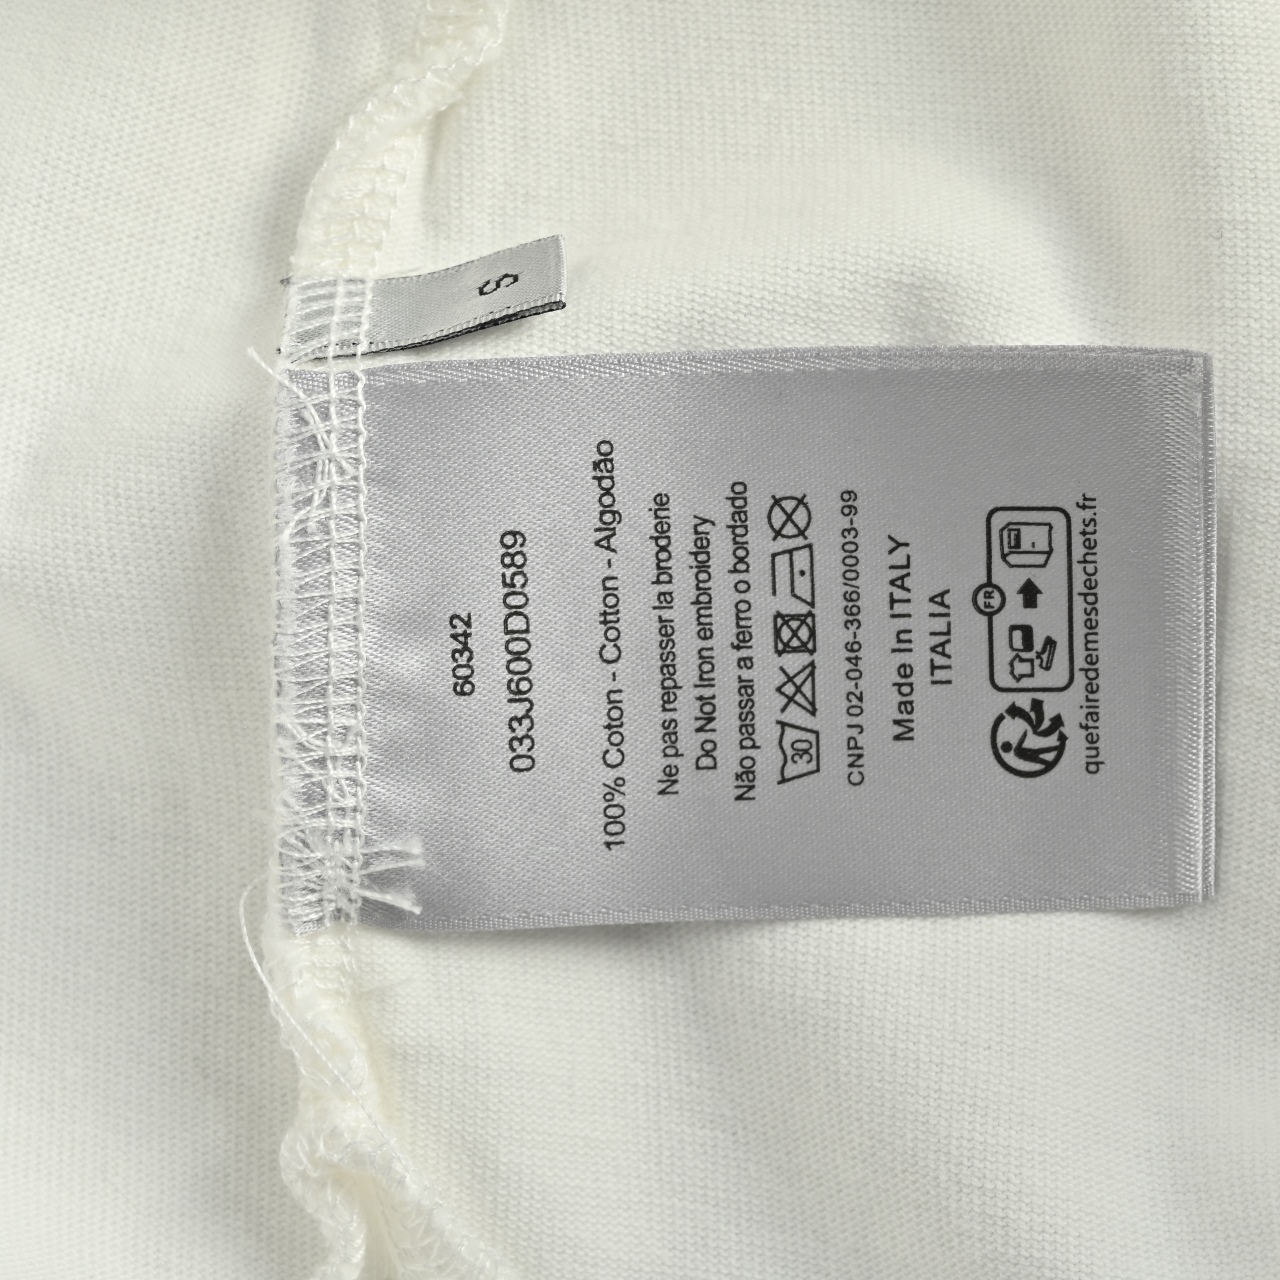 S
60342
033J600D0589
100% Coton - Cotton - Algodão
Ne pas repasser la broderie
Do Not Iron embroidery
Não passar a ferro o bordado
30
CNPJ 02-046-366/0003-99
Made In ITALY
ITALIA
FR
quefairedemesdechets.fr